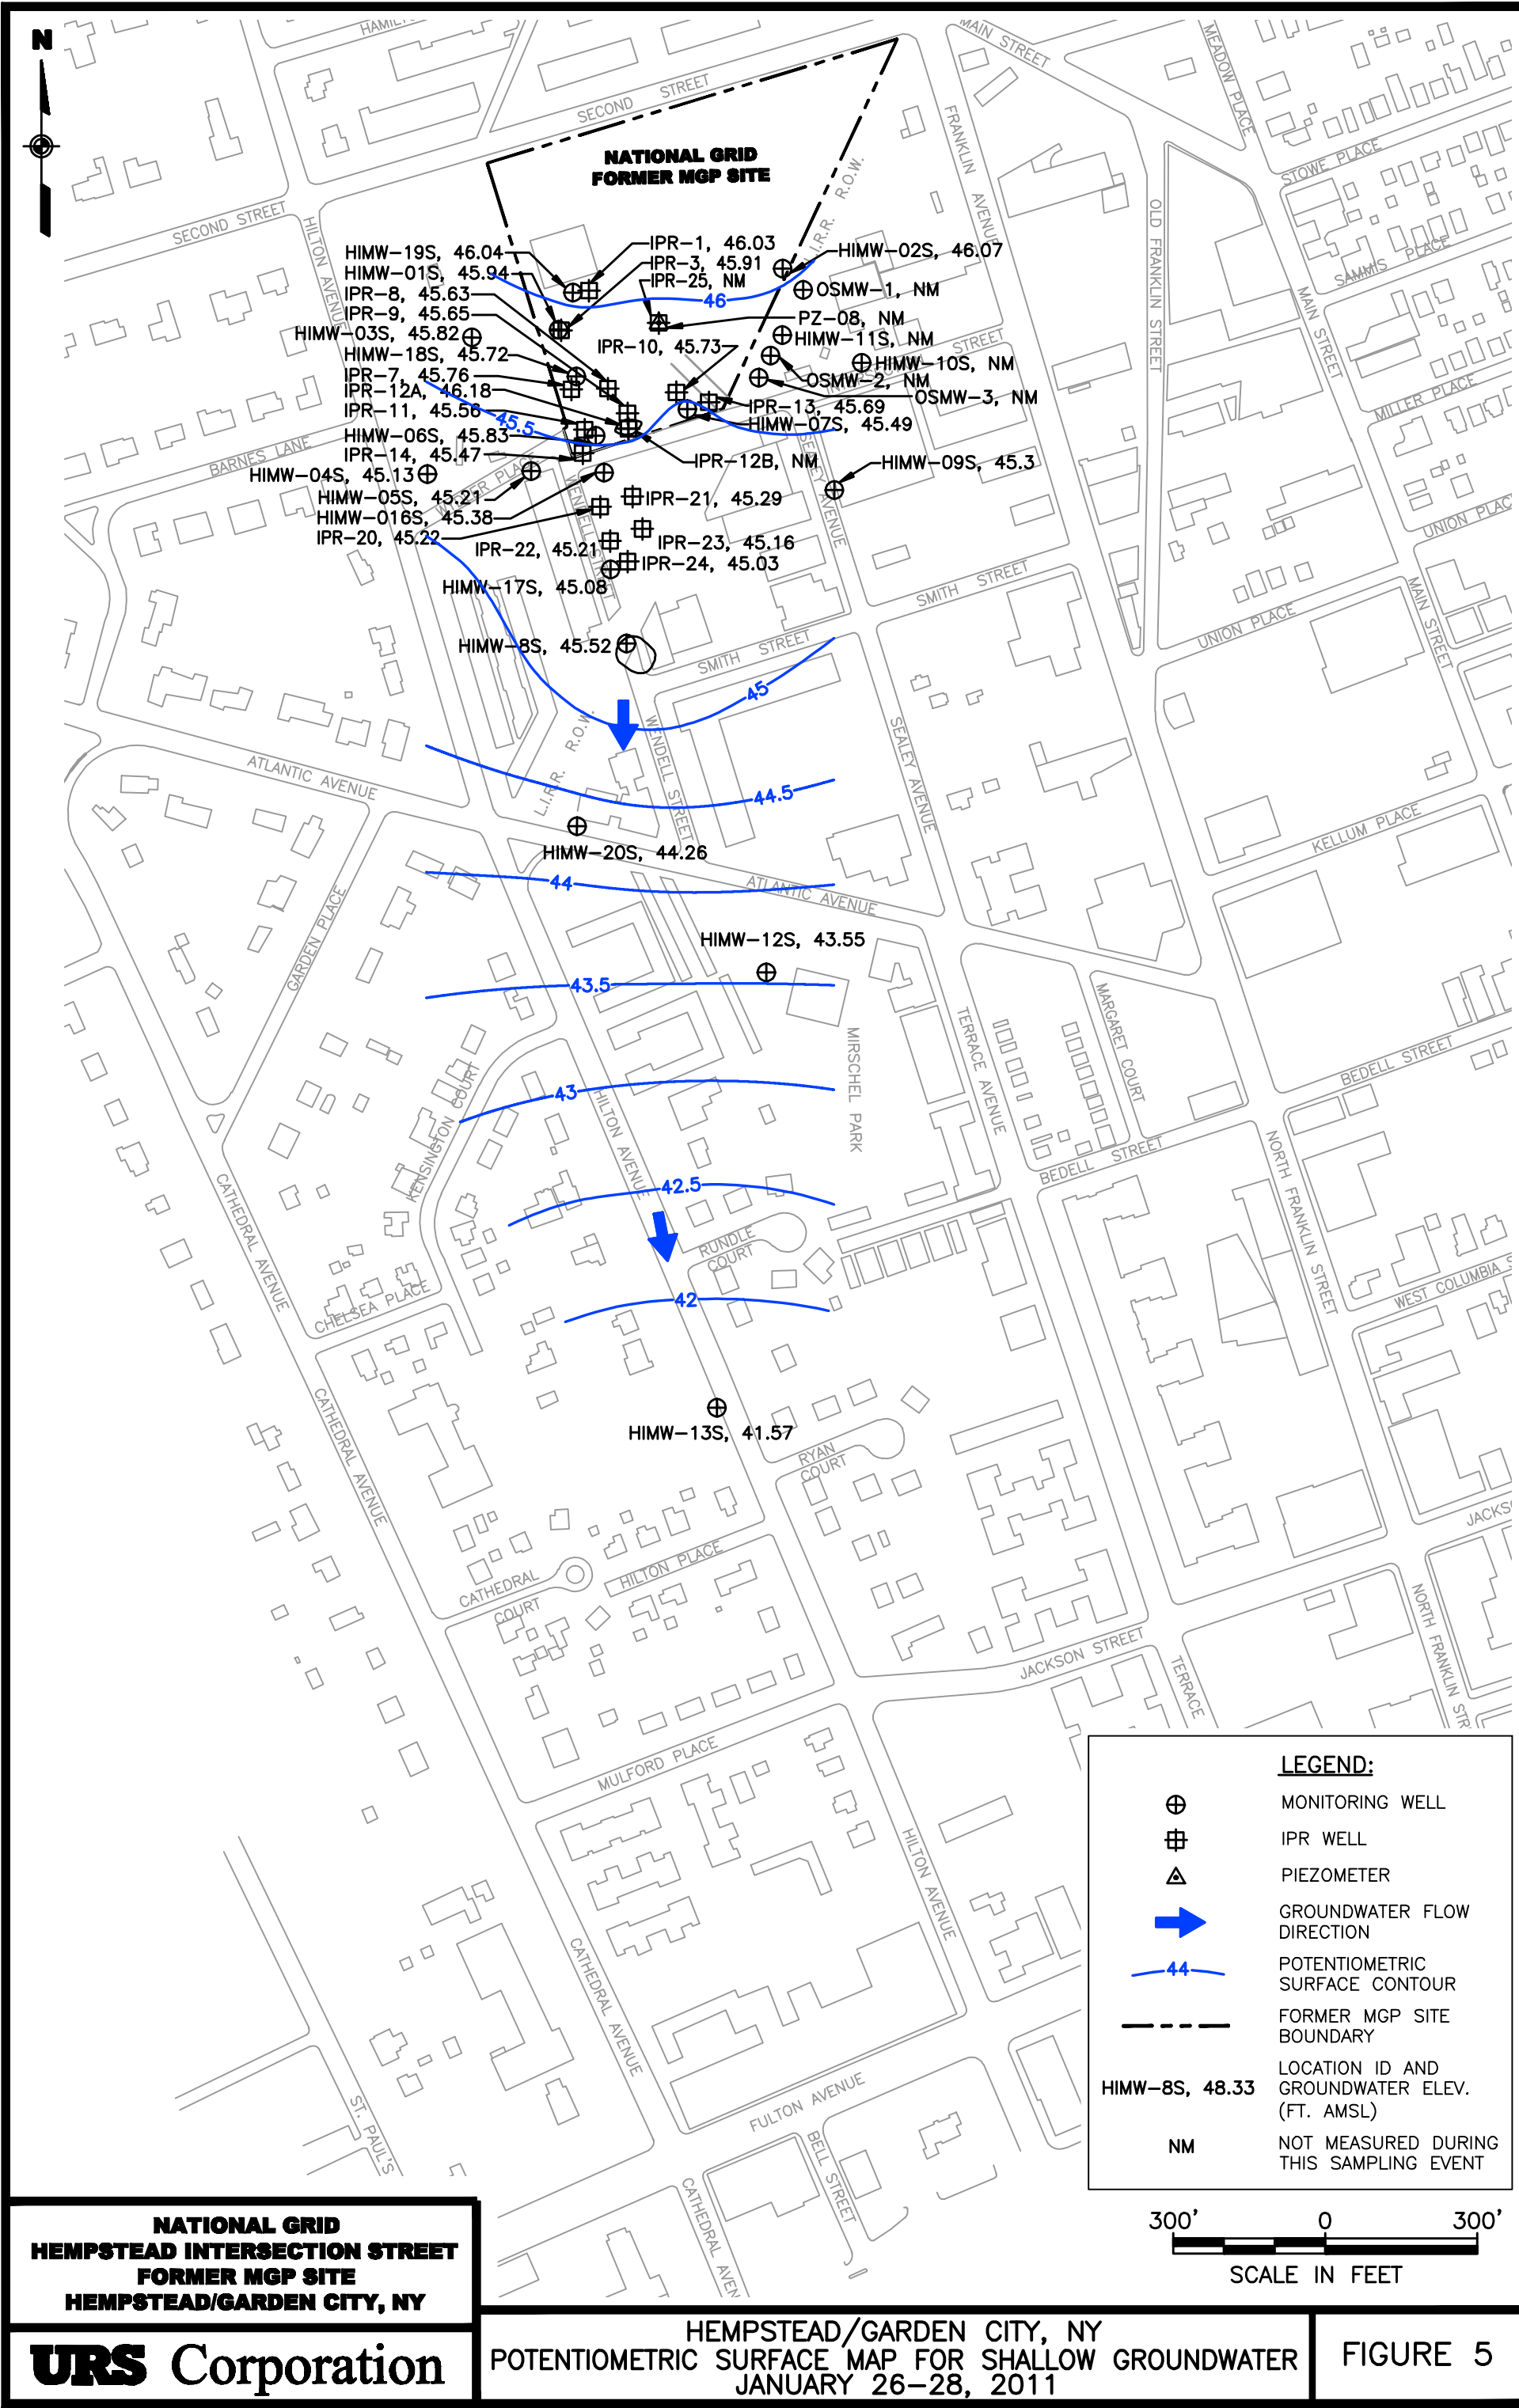 HAMIL
MAIN STREET
MEADOW PLACE
N
SECOND STREET
FRANKLIN AVENUE
NATIONAL GRID
FORMER MGP SITE
STOWE PLACE
L.I.R.R. R.O.W.
OLD FRANKLIN STREET
SECOND STREET
HILTON AVENUE
SAMMIS PLACE
MAIN STREET
HIMW-19S, 46.04
IPR-1, 46.03
HIMW-02S, 46.07
HIMW-01S, 45.94
IPR-3, 45.91
IPR-25, NM
OSMW-1, NM
IPR-8, 45.63
46
IPR-9, 45.65
PZ-08, NM
HIMW-03S, 45.82
HIMW-11S, NM
STREET
IPR-10, 45.73
HIMW-18S, 45.72
HIMW-10S, NM
IPR-7, 45.76
OSMW-2, NM
IPR-12A, 46.18
OSMW-3, NM
MILLER PLACE
IPR-11, 45.56
IPR-13, 45.69
45.5
HIMW-07S, 45.49
HIMW-06S, 45.83
BARNES LANE
IPR-14, 45.47
IPR-12B, NM
HIMW-09S, 45.3
HIMW-04S, 45.13
PLACE
SEALEY AVENUE
HIMW-05S, 45.21
IPR-21, 45.29
WENDELL STREET
HIMW-016S, 45.38
UNION PLAC
IPR-20, 45.22
IPR-22, 45.21
IPR-23, 45.16
IPR-24, 45.03
HIMW-17S, 45.08
SMITH STREET
MAIN STREET
UNION PLACE
HIMW-8S, 45.52
SMITH STREET
45
L.I.R.R. R.O.W.
WENDELL STREET
SEALEY AVENUE
ATLANTIC AVENUE
44.5
KELLUM PLACE
HIMW-20S, 44.26
44
ATLANTIC AVENUE
GARDEN PLACE
HIMW-12S, 43.55
43.5
TERRACE AVENUE
MARGARET COURT
MIRSCHEL PARK
BEDELL STREET
KENSINGTON COURT
43
HILTON AVENUE
BEDELL STREET
NORTH FRANKLIN STREET
CATHEDRAL AVENUE
42.5
RUNDLE
COURT
CHELSEA PLACE
WEST COLUMBIA S
42
CATHEDRAL AVENUE
HIMW-13S, 41.57
RYAN
COURT
JACKS
HILTON PLACE
CATHEDRAL
COURT
NORTH FRANKLIN STR
JACKSON STREET
TERRACE
MULFORD PLACE
HILTON AVENUE
CATHEDRAL AVENUE
FULTON AVENUE
ST. PAUL'S
BELL STREET
CATHEDRAL AVEN
LEGEND:
MONITORING WELL
IPR WELL
PIEZOMETER
GROUNDWATER FLOW
DIRECTION
44
POTENTIOMETRIC
SURFACE CONTOUR
FORMER MGP SITE
BOUNDARY
HIMW-8S, 48.33
LOCATION ID AND
GROUNDWATER ELEV.
(FT. AMSL)
NM
NOT MEASURED DURING
THIS SAMPLING EVENT
300' 0 300'
SCALE IN FEET
NATIONAL GRID
HEMPSTEAD INTERSECTION STREET
FORMER MGP SITE
HEMPSTEAD/GARDEN CITY, NY
URS Corporation
HEMPSTEAD/GARDEN CITY, NY
POTENTIOMETRIC SURFACE MAP FOR SHALLOW GROUNDWATER
JANUARY 26-28, 2011
FIGURE 5